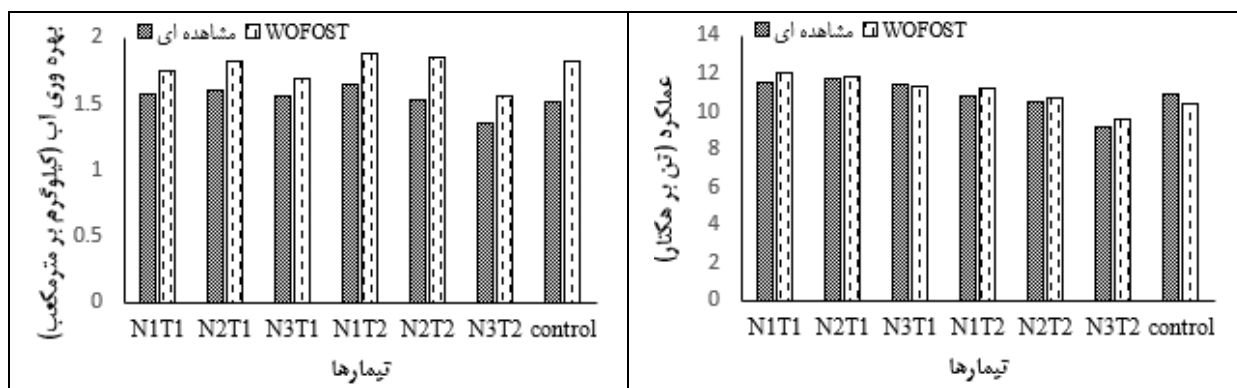 مشاهده ای WOFOST
بهره وری آب (کیلوگرم بر مترمکعب)
2
1.5
1
0.5
0
N1T1 N2T1 N3T1 N1T2 N2T2 N3T2 control
تیمارها
مشاهده ای WOFOST
عملکرد (تن بر هکتار)
14
12
10
8
6
4
2
0
N1T1 N2T1 N3T1 N1T2 N2T2 N3T2 control
تیمارها